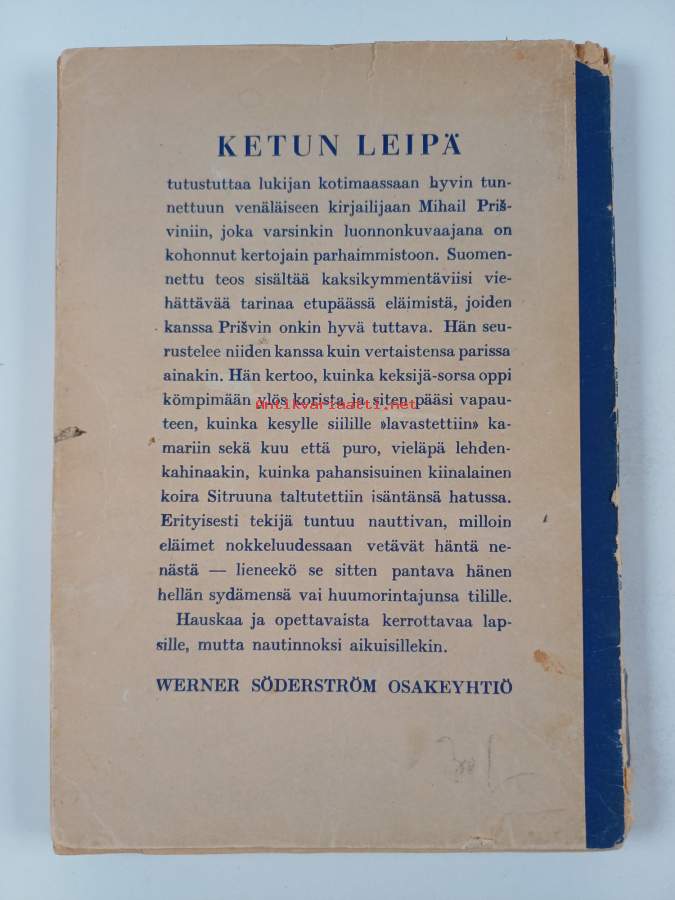 KETUN LEIPÄ
tutustuttaa lukijan kotimaassaan hyvin tun-
nettuun venäläiseen kirjailijaan Mihail Priš-
viniin, joka varsinkin luonnonkuvaajana on
kohonnut kertojain parhaimmistoon. Suomen-
nettu teos sisältää kaksikymmentäviisi vie-
hättävää tarinaa etupäässä eläimistä, joiden
kanssa Prišvin onkin hyvä tuttava. Hän seu-
rustelee niiden kanssa kuin vertaistensa parissa
ainakin. Hän kertoo, kuinka keksijä-sorsa oppi
kömpimään ylös korista ja siten pääsi vapau-
antikvariaatti.net
teen, kuinka kesylle siilille »lavastettiin» ka-
mariin sekä kuu että puro, vieläpä lehden-
kahinaakin, kuinka pahansisuinen kiinalainen
koira Sitruuna taltutettiin isäntänsä hatussa.
Erityisesti tekijä tuntuu nauttivan, milloin
eläimet nokkeluudessaan vetävät häntä ne-
nästä — lieneekö se sitten pantava hänen
hellän sydämensä vai huumorintajunsa tilille.
Hauskaa ja opettavaista kerrottavaa lap-
sille, mutta nautinnoksi aikuisillekin.
WERNER SÖDERSTRÖM OSAKEYHTIÖ